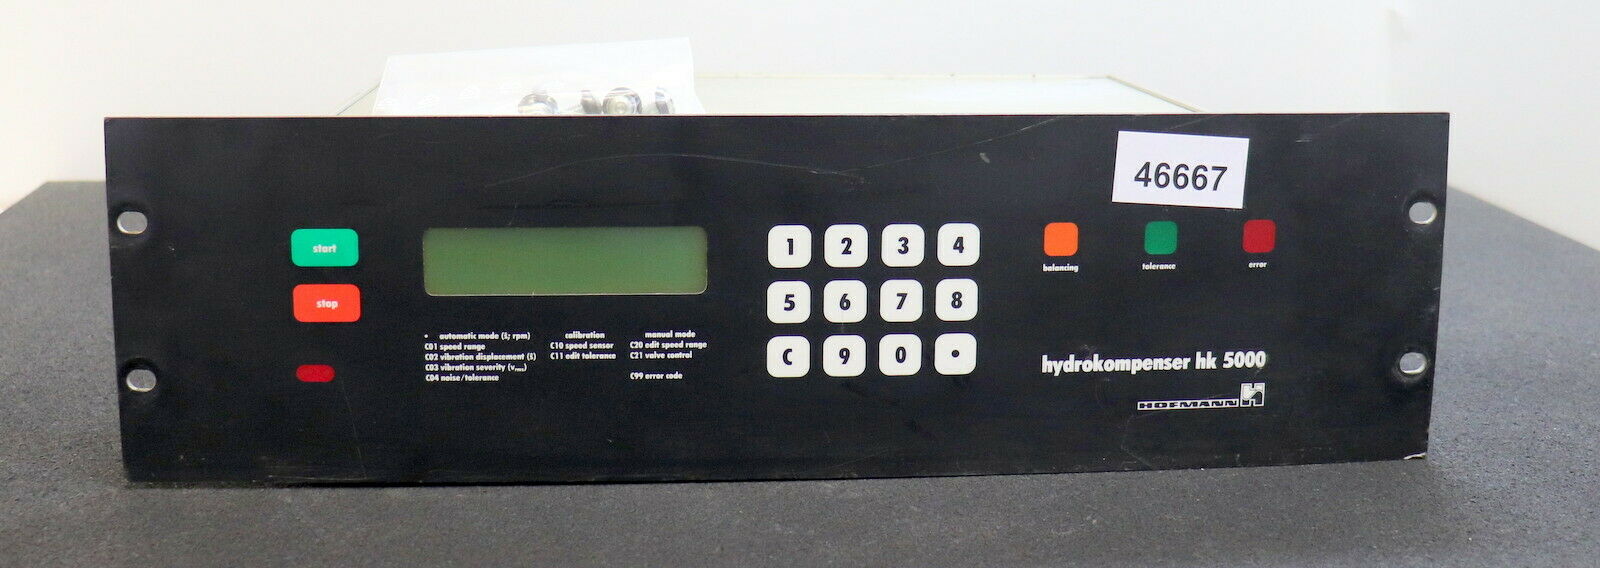 46667
start
stop
• automatic mode (ŝ; rpm)
C01 speed range
C02 vibration displacement (ŝ)
C03 vibration severity (vrms)
C04 noise/tolerance
calibration
C10 speed sensor
C11 edit tolerance
manual mode
C20 edit speed range
C21 valve control
C99 error code
1 2 3 4
5 6 7 8
C 9 0 •
balancing
tolerance
error
hydrokompenser hk 5000
HOFMANN